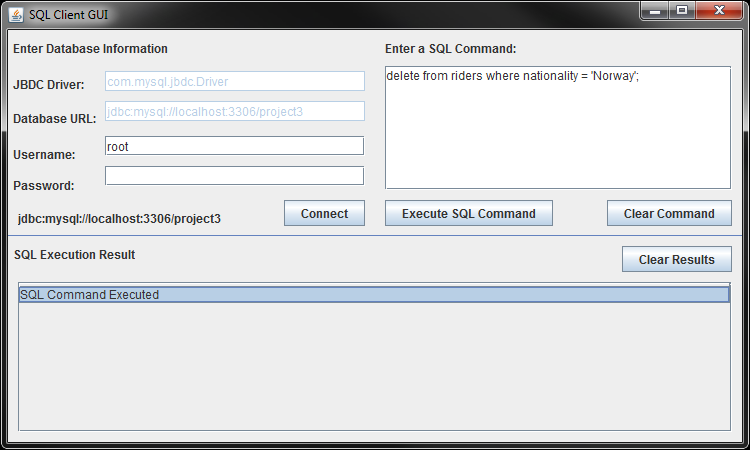 SQL Client GUI
Enter Database Information
Enter a SQL Command:
JBDC Driver:
com.mysql.jbdc.Driver
Database URL:
jdbc:mysql://localhost:3306/project3
Username:
root
Password:
delete from riders where nationality = 'Norway';
jdbc:mysql://localhost:3306/project3
Connect
Execute SQL Command
Clear Command
SQL Execution Result
Clear Results
SQL Command Executed